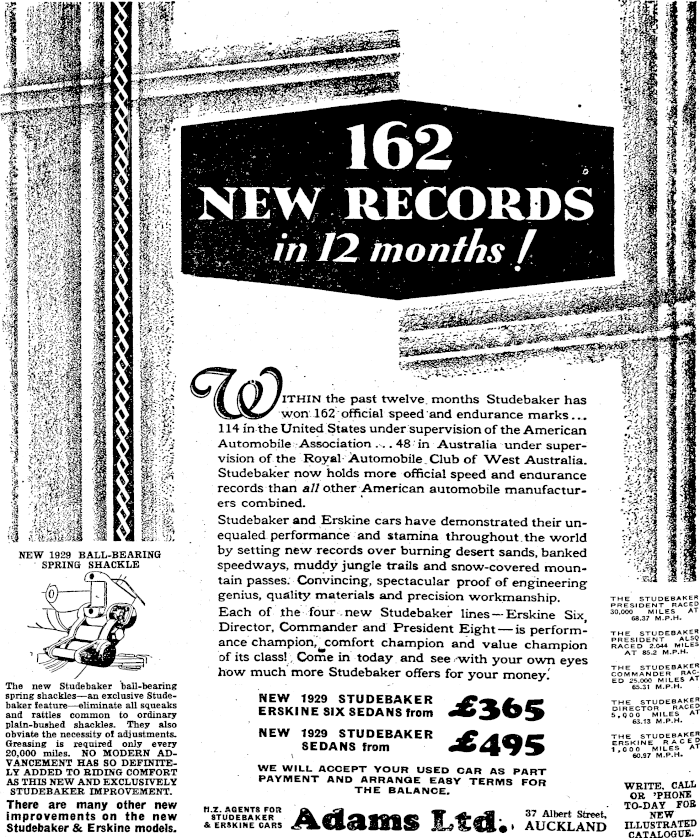 162
NEW RECORDS
in 12 months!
WITHIN the past twelve months Studebaker has
won 162 official speed and endurance marks...
114 in the United States under supervision of the American
Automobile Association ... 48 in Australia under super-
vision of the Royal Automobile Club of West Australia.
Studebaker now holds more official speed and endurance
records than all other American automobile manufactur-
ers combined.
Studebaker and Erskine cars have demonstrated their un-
equaled performance and stamina throughout the world
by setting new records over burning desert sands, banked
speedways, muddy jungle trails and snow-covered moun-
tain passes. Convincing, spectacular proof of engineering
genius, quality materials and precision workmanship.
Each of the four new Studebaker lines—Erskine Six,
Director, Commander and President Eight—is perform-
ance champion, comfort champion and value champion
of its class! Come in today and see with your own eyes
how much more Studebaker offers for your money.
NEW 1929 STUDEBAKER
ERSKINE SIX SEDANS from £365
NEW 1929 STUDEBAKER
SEDANS from £495
WE WILL ACCEPT YOUR USED CAR AS PART
PAYMENT AND ARRANGE EASY TERMS FOR
THE BALANCE.
NEW 1929 BALL-BEARING
SPRING SHACKLE
The new Studebaker ball-bearing
spring shackles—an exclusive Stude-
baker feature—eliminate all squeaks
and rattles common to ordinary
plain-bushed shackles. They also
obviate the necessity of adjustments.
Greasing is required only every
20,000 miles. NO MODERN AD-
VANCEMENT HAS SO DEFINITE-
LY ADDED TO RIDING COMFORT
AS THIS NEW AND EXCLUSIVELY
STUDEBAKER IMPROVEMENT.
There are many other new
improvements on the new
Studebaker & Erskine models.
THE STUDEBAKER
PRESIDENT RACED
30,000 MILES AT
68.37 M.P.H.
THE STUDEBAKER
PRESIDENT ALSO
RACED 2,044 MILES
AT 85.2 M.P.H.
THE STUDEBAKER
COMMANDER RAC-
ED 25,000 MILES AT
65.31 M.P.H.
THE STUDEBAKER
DIRECTOR RACED
5,000 MILES AT
63.13 M.P.H.
THE STUDEBAKER
ERSKINE RACED
1,000 MILES AT
60.97 M.P.H.
WRITE, CALL
OR 'PHONE
TO-DAY FOR
NEW
ILLUSTRATED
CATALOGUE.
N.Z. AGENTS FOR
STUDEBAKER
& ERSKINE CARS
Adams Ltd.
37 Albert Street,
AUCKLAND